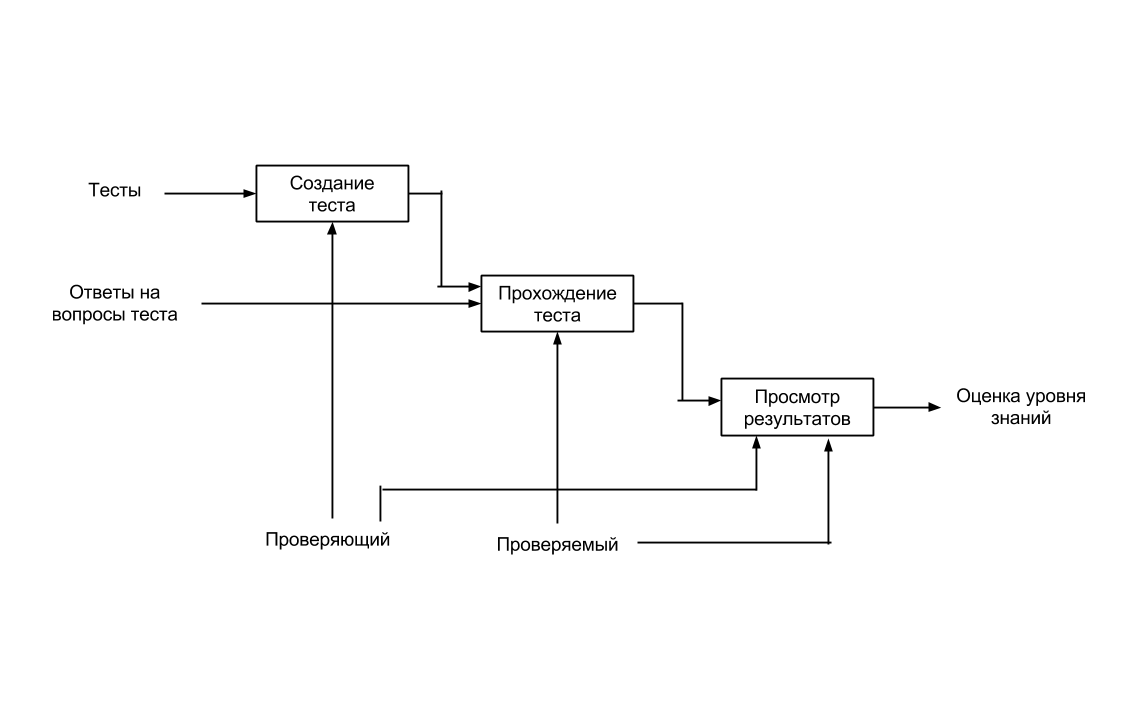 Тесты
Создание
теста
Ответы на
вопросы теста
Прохождение
теста
Просмотр
результатов
Оценка уровня
знаний
Проверяющий
Проверяемый